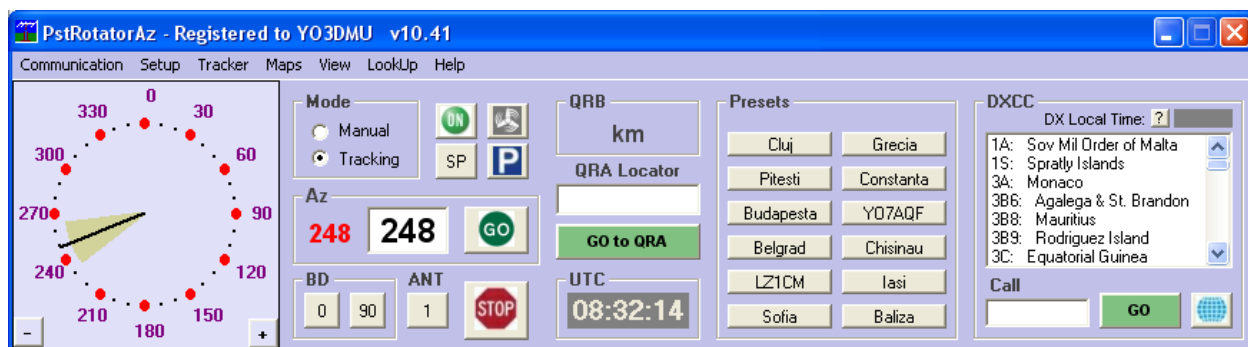 PstRotatorAz - Registered to YO3DMU v10.41
Communication Setup Tracker Maps View LookUp Help
0
30
60
90
120
150
180
210
240
270
300
330
-
+
Mode
Manual
Tracking
ON
SP
P
Az
248
248
GO
BD
0
90
ANT
1
STOP
QRB
km
QRA Locator
GO to QRA
UTC
08:32:14
Presets
Cluj Grecia
Pitesti Constanta
Budapesta YO7AQF
Belgrad Chisinau
LZ1CM Iasi
Sofia Baliza
DXCC
DX Local Time: ?
1A: Sov Mil Order of Malta
1S: Spratly Islands
3A: Monaco
3B6: Agalega & St. Brandon
3B8: Mauritius
3B9: Rodriguez Island
3C: Equatorial Guinea
Call
GO